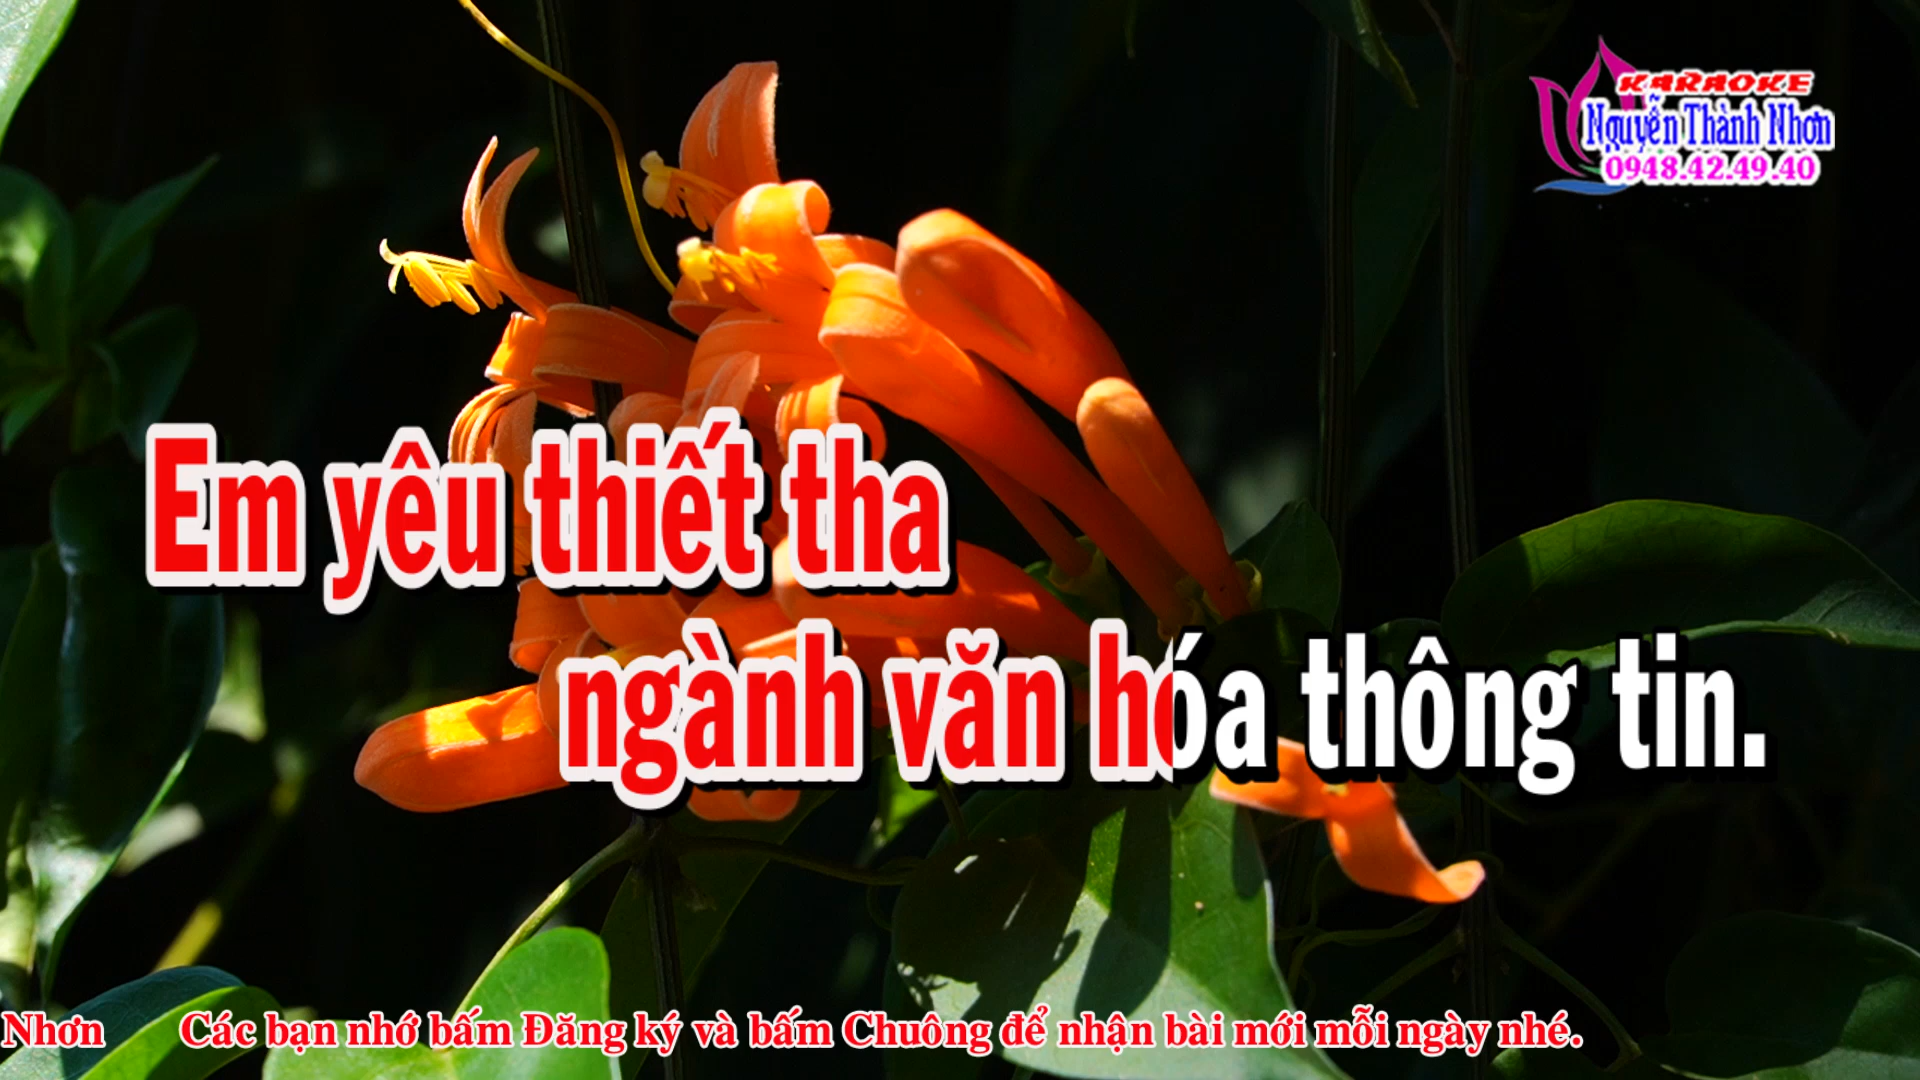 KARAOKE
Nguyễn Thành Nhơn
0948.42.49.40
Em yêu thiết tha
ngành văn hóa thông tin.
Nhơn Các bạn nhớ bấm Đăng ký và bấm Chuông để nhận bài mới mỗi ngày nhé.